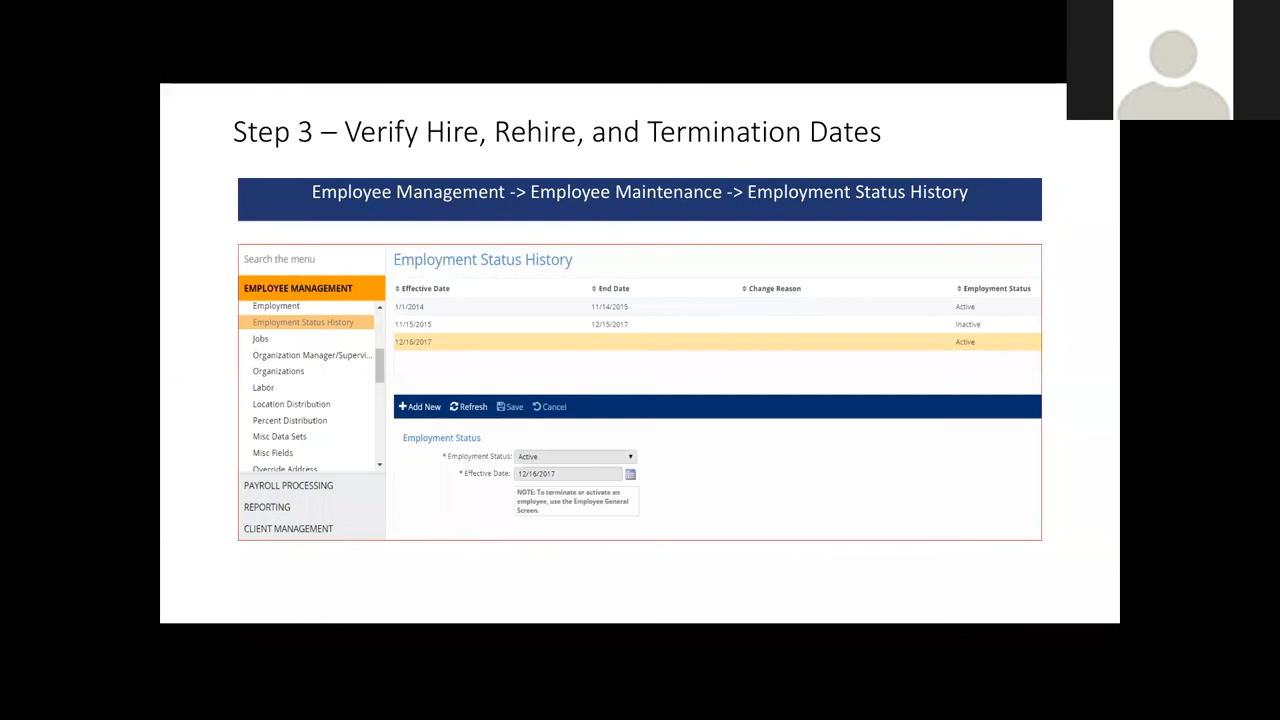 Step 3 – Verify Hire, Rehire, and Termination Dates
Employee Management -> Employee Maintenance -> Employment Status History
Search the menu
EMPLOYEE MANAGEMENT
Employment
Employment Status History
Jobs
Organization Manager/Supervi...
Organizations
Labor
Location Distribution
Percent Distribution
Misc Data Sets
Misc Fields
Override Address
PAYROLL PROCESSING
REPORTING
CLIENT MANAGEMENT
Employment Status History
Effective Date End Date Change Reason Employment Status
1/1/2014 11/14/2015 Active
11/15/2015 12/15/2017 Inactive
12/16/2017 Active
Add New Refresh Save Cancel
Employment Status
* Employment Status: Active
* Effective Date: 12/16/2017
NOTE: To terminate or activate an
employee, use the Employee General
Screen.